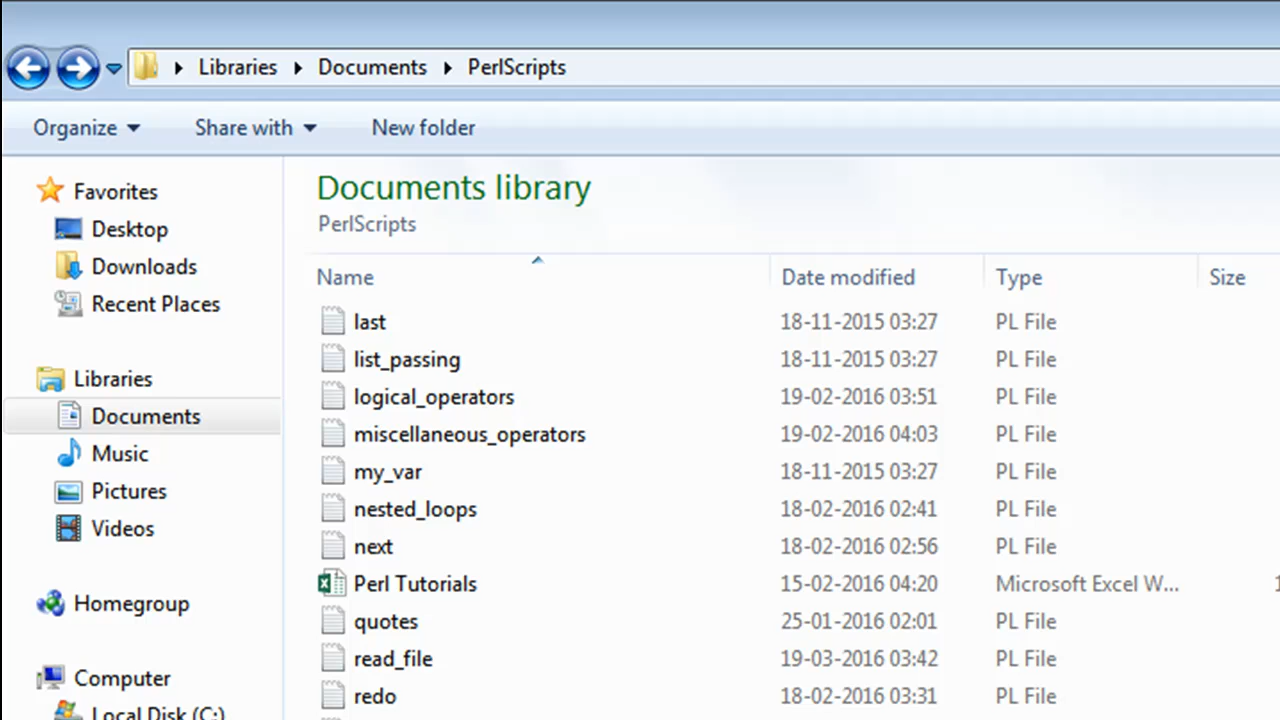 Libraries Documents PerlScripts
Organize Share with New folder
Favorites
Desktop
Downloads
Recent Places
Libraries
Documents
Music
Pictures
Videos
Homegroup
Computer
Local Disk (C:)
Documents library
PerlScripts
Name Date modified Type Size
last 18-11-2015 03:27 PL File
list_passing 18-11-2015 03:27 PL File
logical_operators 19-02-2016 03:51 PL File
miscellaneous_operators 19-02-2016 04:03 PL File
my_var 18-11-2015 03:27 PL File
nested_loops 18-02-2016 02:41 PL File
next 18-02-2016 02:56 PL File
Perl Tutorials 15-02-2016 04:20 Microsoft Excel W...
quotes 25-01-2016 02:01 PL File
read_file 19-03-2016 03:42 PL File
redo 18-02-2016 03:31 PL File